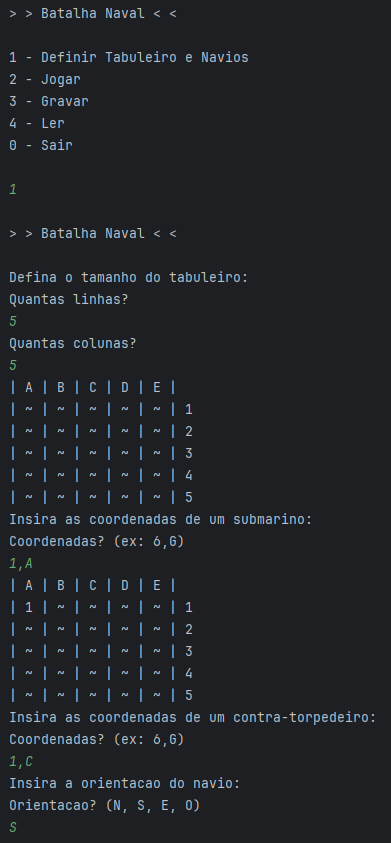 > > Batalha Naval < <
1 - Definir Tabuleiro e Navios
2 - Jogar
3 - Gravar
4 - Ler
0 - Sair
1
> > Batalha Naval < <
Defina o tamanho do tabuleiro:
Quantas linhas?
5
Quantas colunas?
5
| A | B | C | D | E |
| ~ | ~ | ~ | ~ | ~ | 1
| ~ | ~ | ~ | ~ | ~ | 2
| ~ | ~ | ~ | ~ | ~ | 3
| ~ | ~ | ~ | ~ | ~ | 4
| ~ | ~ | ~ | ~ | ~ | 5
Insira as coordenadas de um submarino:
Coordenadas? (ex: 6,G)
1,A
| A | B | C | D | E |
| 1 | ~ | ~ | ~ | ~ | 1
| ~ | ~ | ~ | ~ | ~ | 2
| ~ | ~ | ~ | ~ | ~ | 3
| ~ | ~ | ~ | ~ | ~ | 4
| ~ | ~ | ~ | ~ | ~ | 5
Insira as coordenadas de um contra-torpedeiro:
Coordenadas? (ex: 6,G)
1,C
Insira a orientacao do navio:
Orientacao? (N, S, E, O)
S